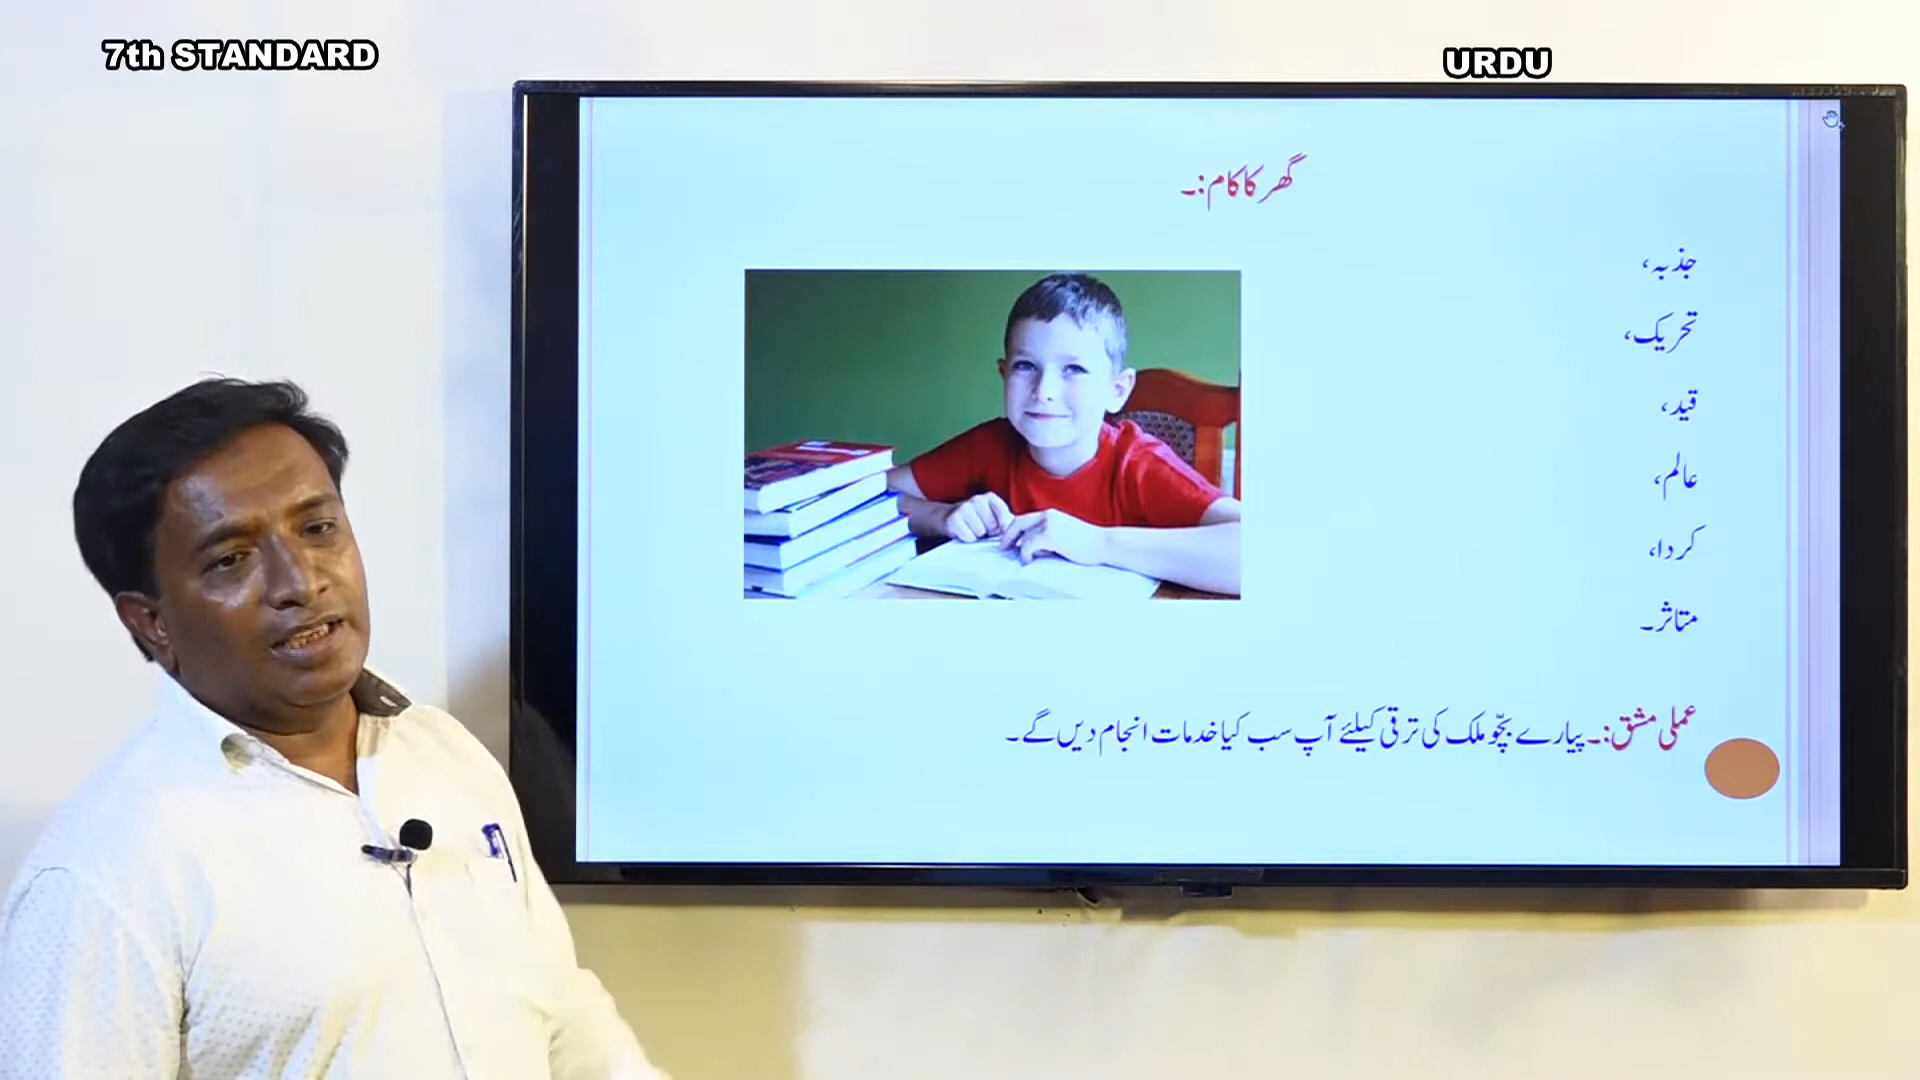 7th STANDARD
URDU
گھر کا کام:۔
جذبہ،
تحریک،
قید،
عالم،
کردا،
متاثر۔
عملی مشق:۔ پیارے بچّو ملک کی ترقی کیلئے آپ سب کیا خدمات انجام دیں گے۔